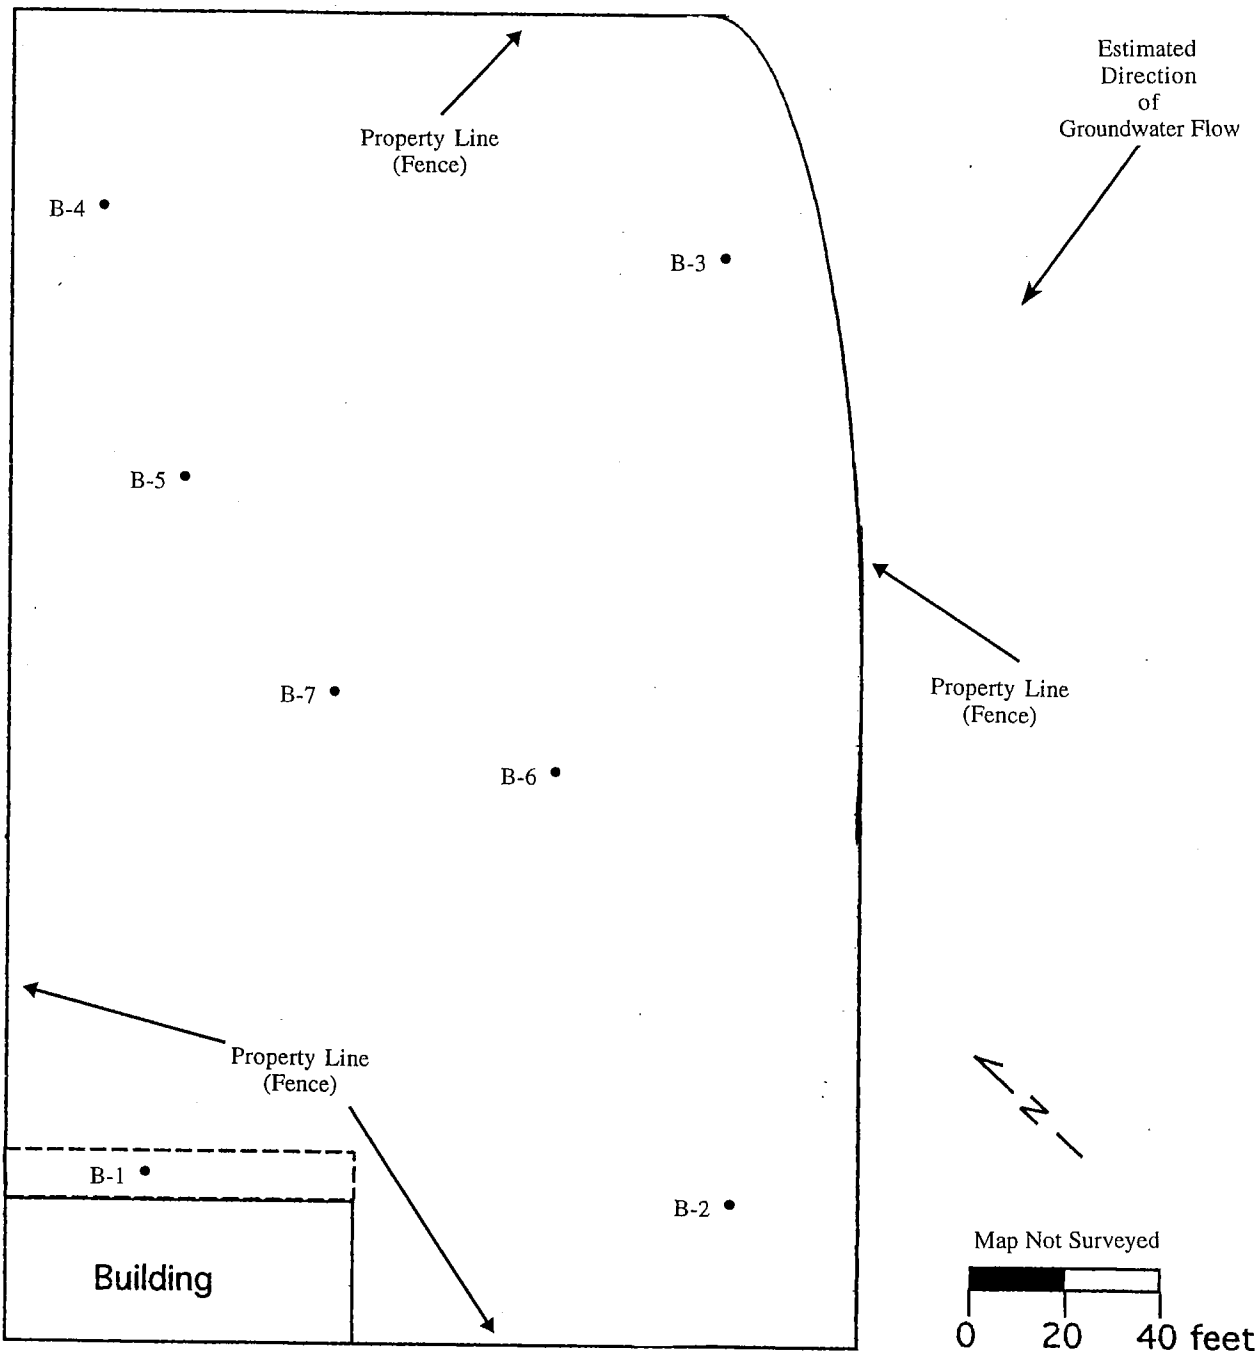 Estimated
Direction
of
Groundwater Flow
Property Line
(Fence)
B-4
B-3
B-5
Property Line
(Fence)
B-7
B-6
Property Line
(Fence)
N
B-1
B-2
Building
Map Not Surveyed
0 20 40 feet